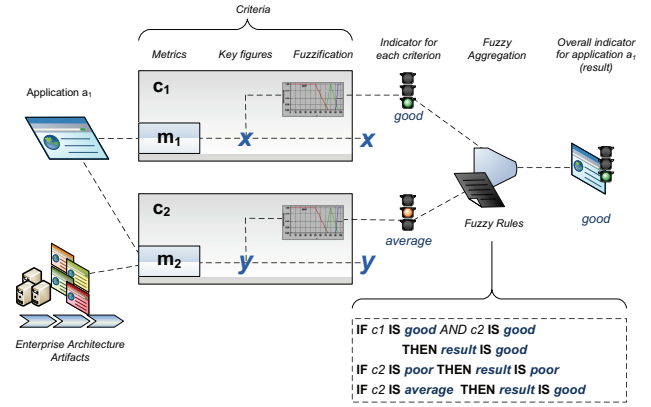 Criteria
Metrics
Key figures
Fuzzification
Indicator for
each criterion
Fuzzy
Aggregation
Overall indicator
for application a1
(result)
Application a1
c1
m1
x
x
good
c2
m2
y
y
average
Fuzzy Rules
good
Enterprise Architecture
Artifacts
IF c1 IS good AND c2 IS good
THEN result IS good
IF c2 IS poor THEN result IS poor
IF c2 IS average THEN result IS good